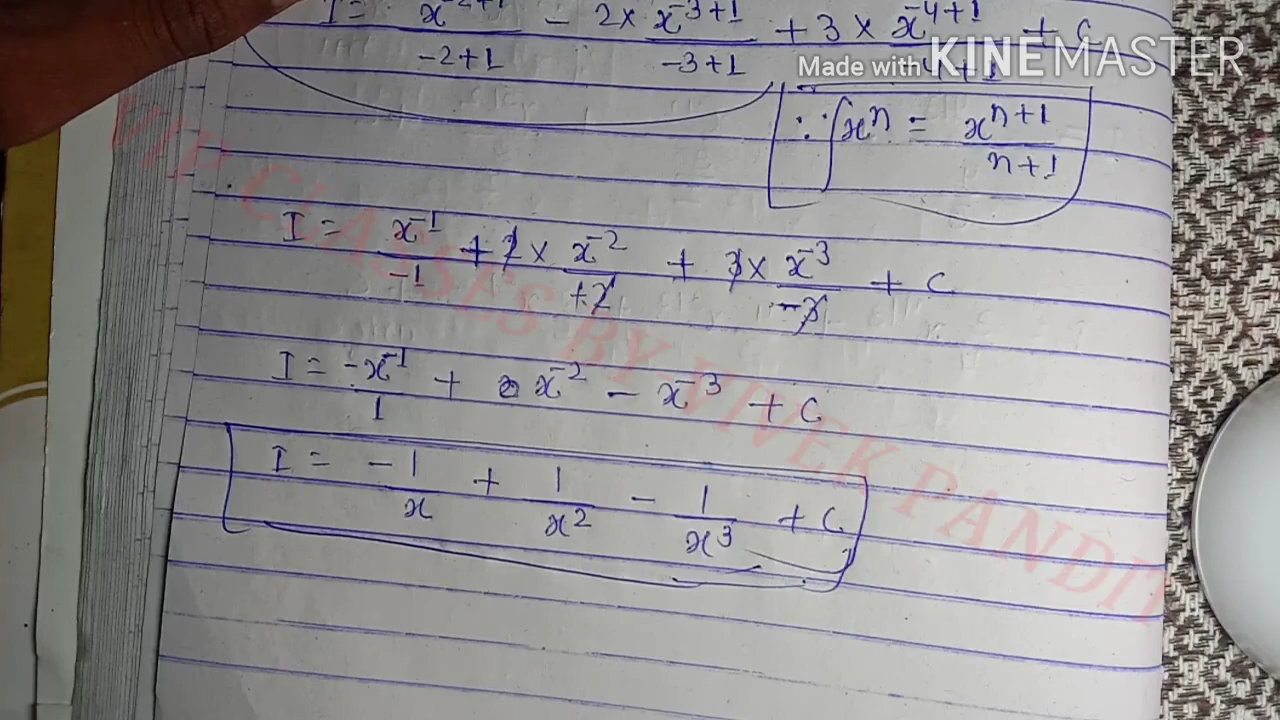 I = x^-2+1/-2+1 - 2 × x^-3+1/-3+1 + 3 × x^-4+1/-4+1 + c
Made with KINEMASTER
∵ ∫x^n = x^n+1/n+1
I = x^-1/-1 + 2 × x^-2/+2 + 3 × x^-3/-3 + c
I = -x^-1/1 + x^-2 - x^-3 + c
I = -1/x + 1/x^2 - 1/x^3 + c
VIP CLASSES BY VIVEK PANDIT